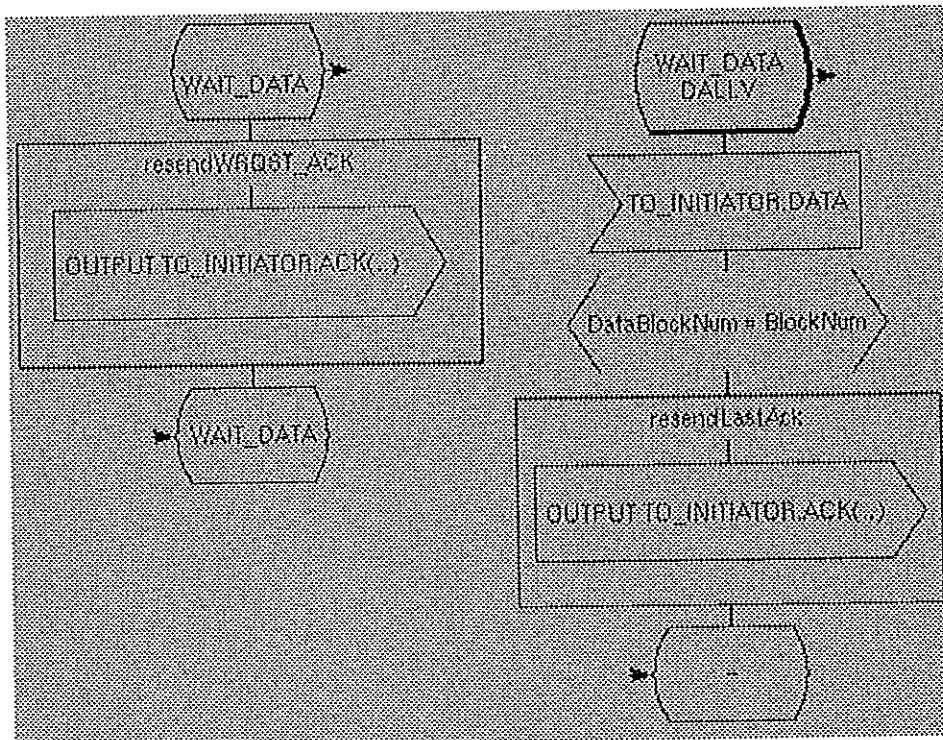 WAIT_DATA
resendWRQST_ACK
OUTPUT TO_INITIATOR.ACK(..)
WAIT_DATA
WAIT_DATA
DALLY
TO_INITIATOR.DATA
DataBlockNum = BlockNum
resendLastAck
OUTPUT TO_INITIATOR.ACK(..)
-